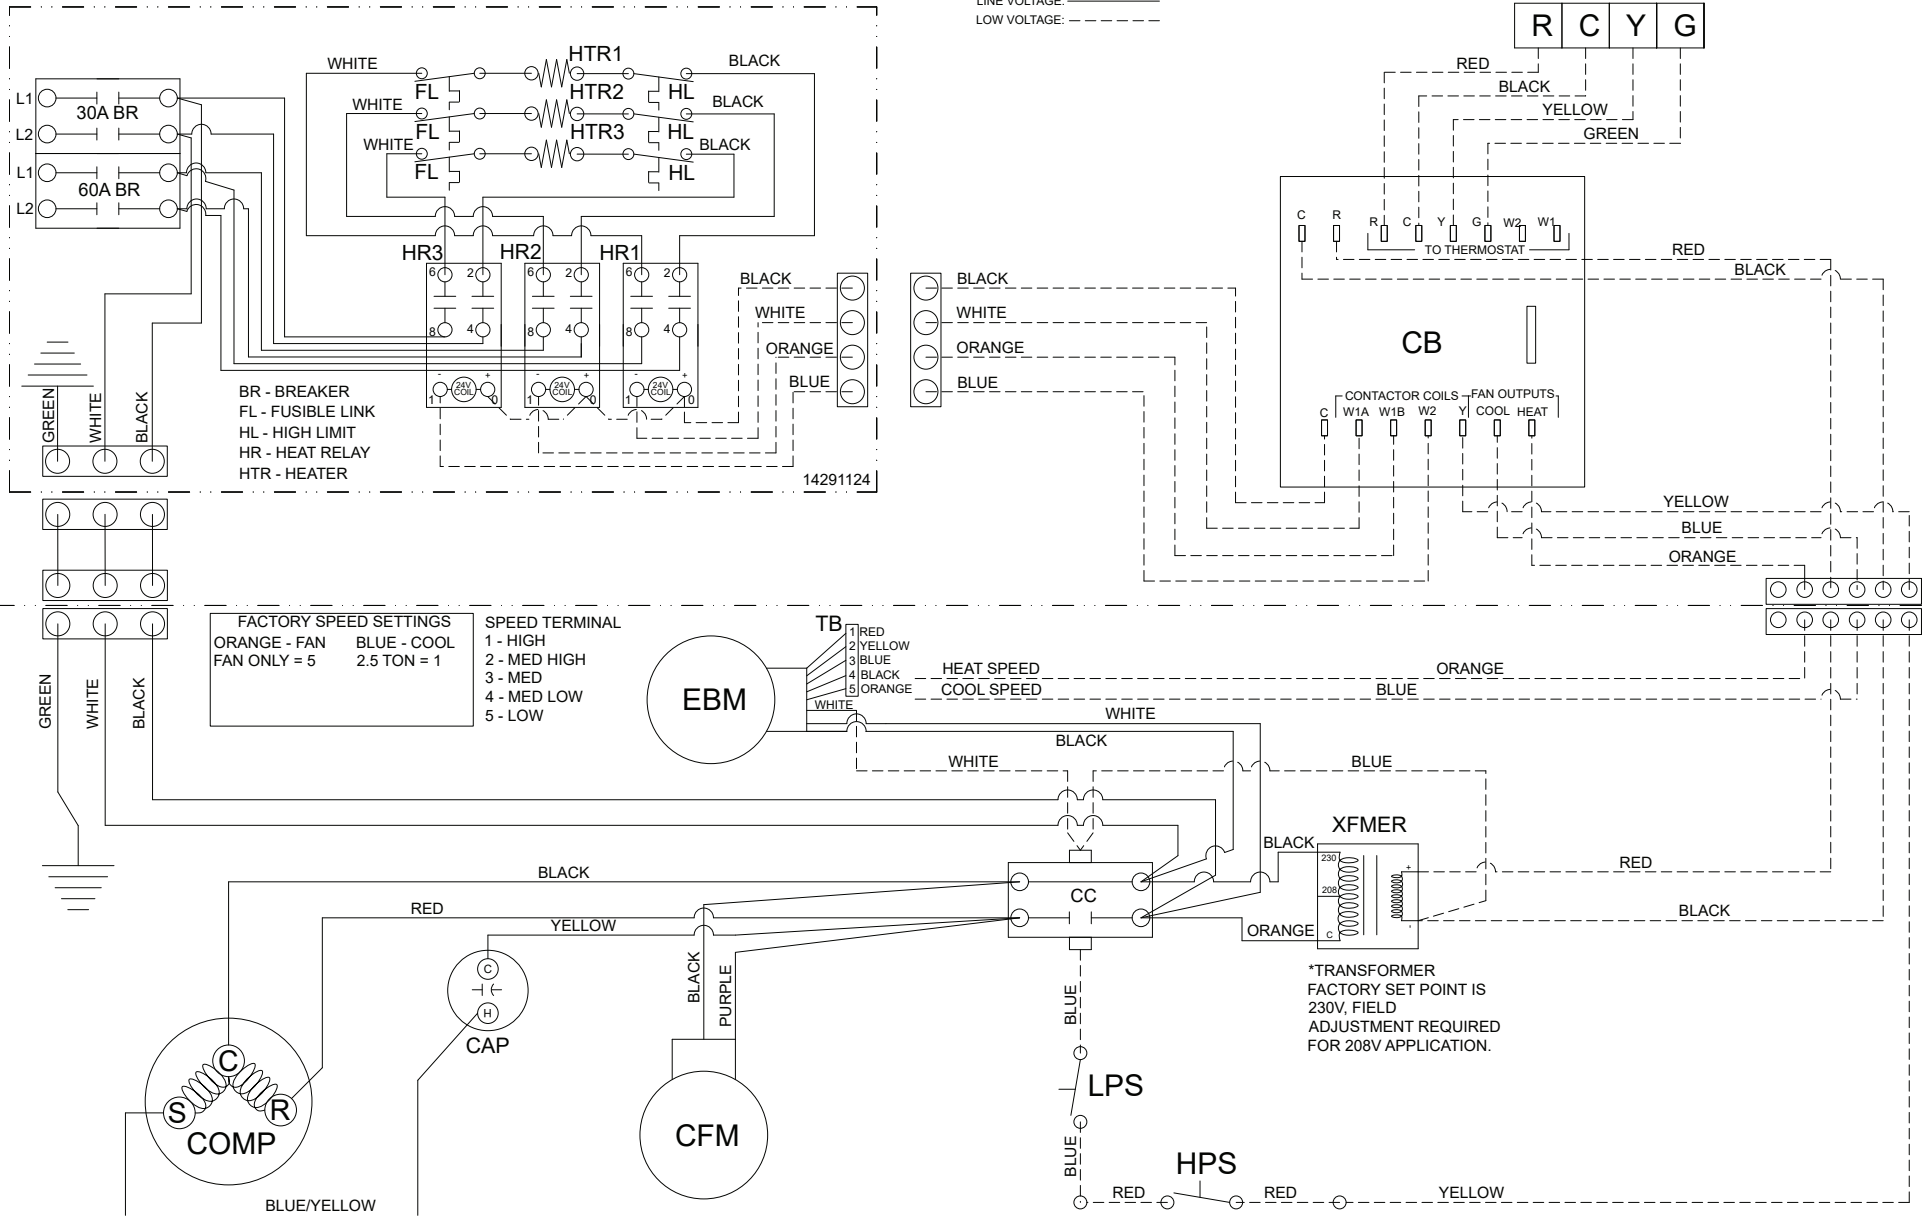 LINE VOLTAGE:
LOW VOLTAGE:
R C Y G
RED
BLACK
YELLOW
GREEN
L1
30A BR
L2
L1
60A BR
L2
WHITE
FL
HTR1
HL
BLACK
WHITE
FL
HTR2
HL
BLACK
WHITE
FL
HTR3
HL
BLACK
HR3 HR2 HR1
6 2 6 2 6 2
8 4 8 4 8 4
- + - + - +
24V COIL 24V COIL 24V COIL
1 0 1 0 1 0
BLACK
WHITE
ORANGE
BLUE
BLACK
WHITE
ORANGE
BLUE
BR - BREAKER
FL - FUSIBLE LINK
HL - HIGH LIMIT
HR - HEAT RELAY
HTR - HEATER
14291124
GREEN
WHITE
BLACK
C R R C Y G W2 W1
TO THERMOSTAT
RED
BLACK
CB
CONTACTOR COILS FAN OUTPUTS
C W1A W1B W2 Y COOL HEAT
YELLOW
BLUE
ORANGE
FACTORY SPEED SETTINGS
ORANGE - FAN BLUE - COOL
FAN ONLY = 5 2.5 TON = 1
SPEED TERMINAL
1 - HIGH
2 - MED HIGH
3 - MED
4 - MED LOW
5 - LOW
GREEN
WHITE
BLACK
EBM
TB
1 RED
2 YELLOW
3 BLUE
4 BLACK
5 ORANGE
WHITE
HEAT SPEED ORANGE
COOL SPEED BLUE
WHITE
BLACK
WHITE
BLUE
XFMER
BLACK
230
208
C
+
-
RED
BLACK
ORANGE
CC
BLACK
RED
YELLOW
BLACK
PURPLE
C
H
CAP
C
S
R
COMP
CFM
BLUE/YELLOW
*TRANSFORMER
FACTORY SET POINT IS
230V, FIELD
ADJUSTMENT REQUIRED
FOR 208V APPLICATION.
BLUE
LPS
BLUE
HPS
RED RED YELLOW